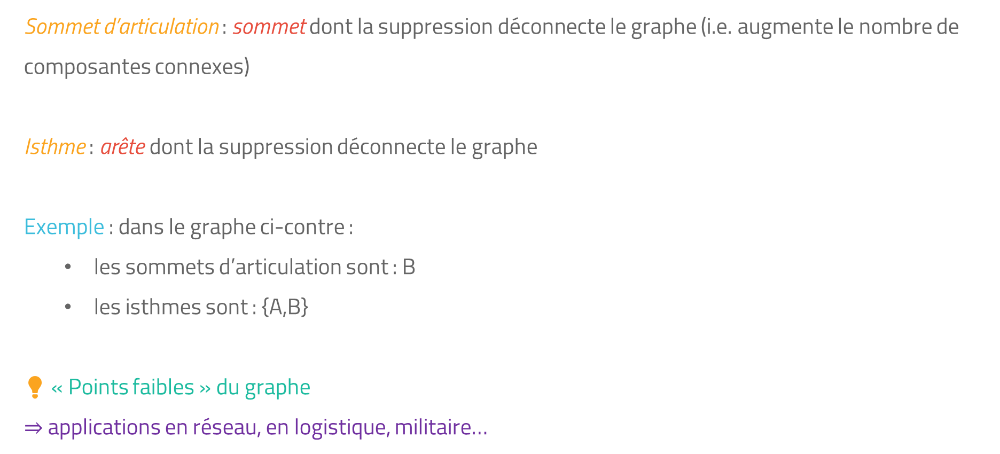 Sommet d’articulation : sommet dont la suppression déconnecte le graphe (i.e. augmente le nombre de
composantes connexes)
Isthme : arête dont la suppression déconnecte le graphe
Exemple : dans le graphe ci-contre :
• les sommets d’articulation sont : B
• les isthmes sont : {A,B}
« Points faibles » du graphe
⇒ applications en réseau, en logistique, militaire…